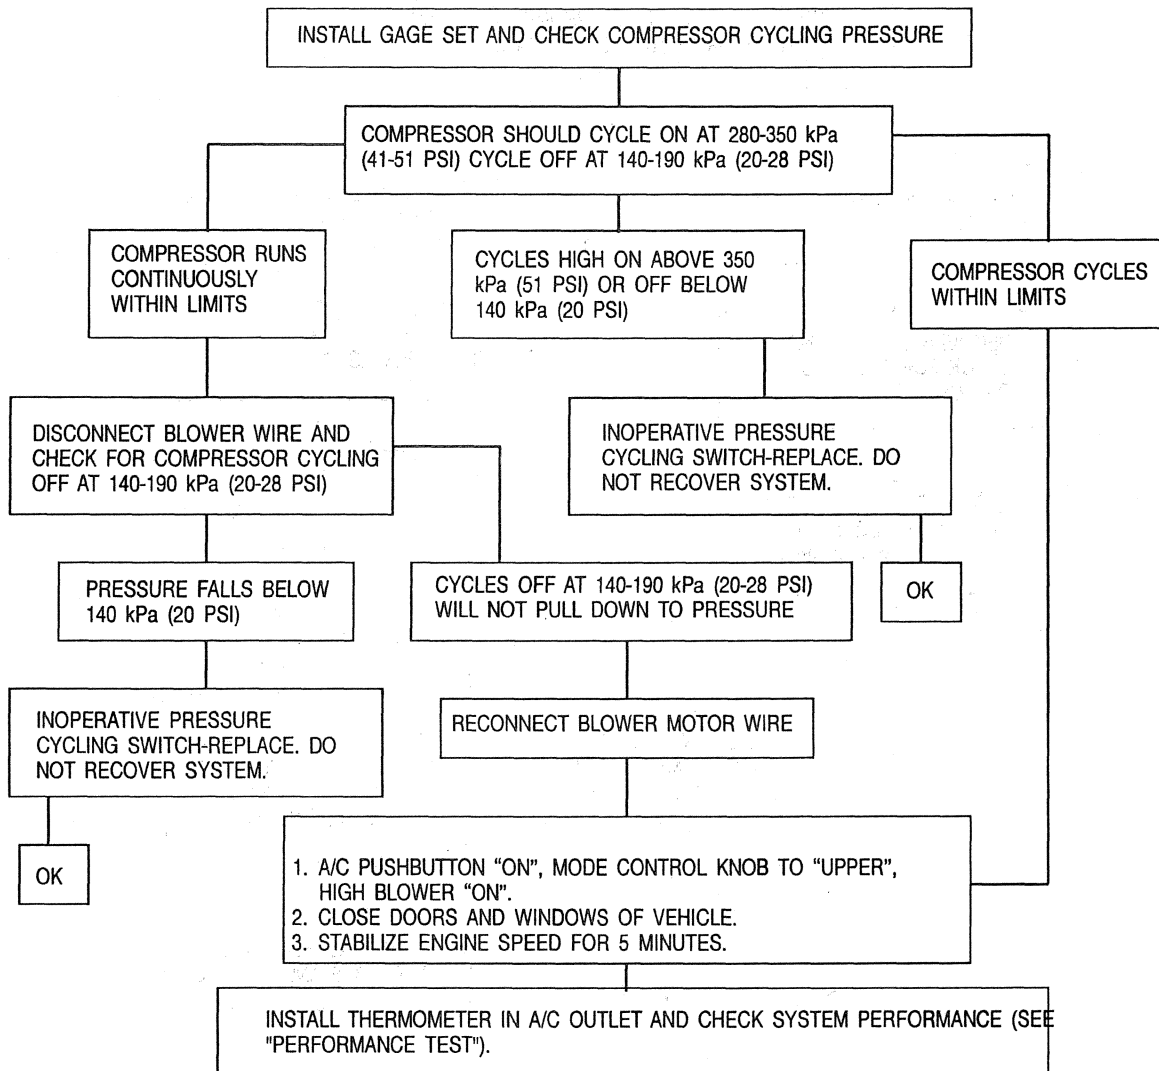 INSTALL GAGE SET AND CHECK COMPRESSOR CYCLING PRESSURE
COMPRESSOR SHOULD CYCLE ON AT 280-350 kPa
(41-51 PSI) CYCLE OFF AT 140-190 kPa (20-28 PSI)
COMPRESSOR RUNS
CONTINUOUSLY
WITHIN LIMITS
CYCLES HIGH ON ABOVE 350
kPa (51 PSI) OR OFF BELOW
140 kPa (20 PSI)
COMPRESSOR CYCLES
WITHIN LIMITS
DISCONNECT BLOWER WIRE AND
CHECK FOR COMPRESSOR CYCLING
OFF AT 140-190 kPa (20-28 PSI)
INOPERATIVE PRESSURE
CYCLING SWITCH-REPLACE. DO
NOT RECOVER SYSTEM.
PRESSURE FALLS BELOW
140 kPa (20 PSI)
CYCLES OFF AT 140-190 kPa (20-28 PSI)
WILL NOT PULL DOWN TO PRESSURE
OK
INOPERATIVE PRESSURE
CYCLING SWITCH-REPLACE. DO
NOT RECOVER SYSTEM.
RECONNECT BLOWER MOTOR WIRE
OK
1. A/C PUSHBUTTON “ON”, MODE CONTROL KNOB TO “UPPER”,
HIGH BLOWER “ON”.
2. CLOSE DOORS AND WINDOWS OF VEHICLE.
3. STABILIZE ENGINE SPEED FOR 5 MINUTES.
INSTALL THERMOMETER IN A/C OUTLET AND CHECK SYSTEM PERFORMANCE (SEE
"PERFORMANCE TEST").